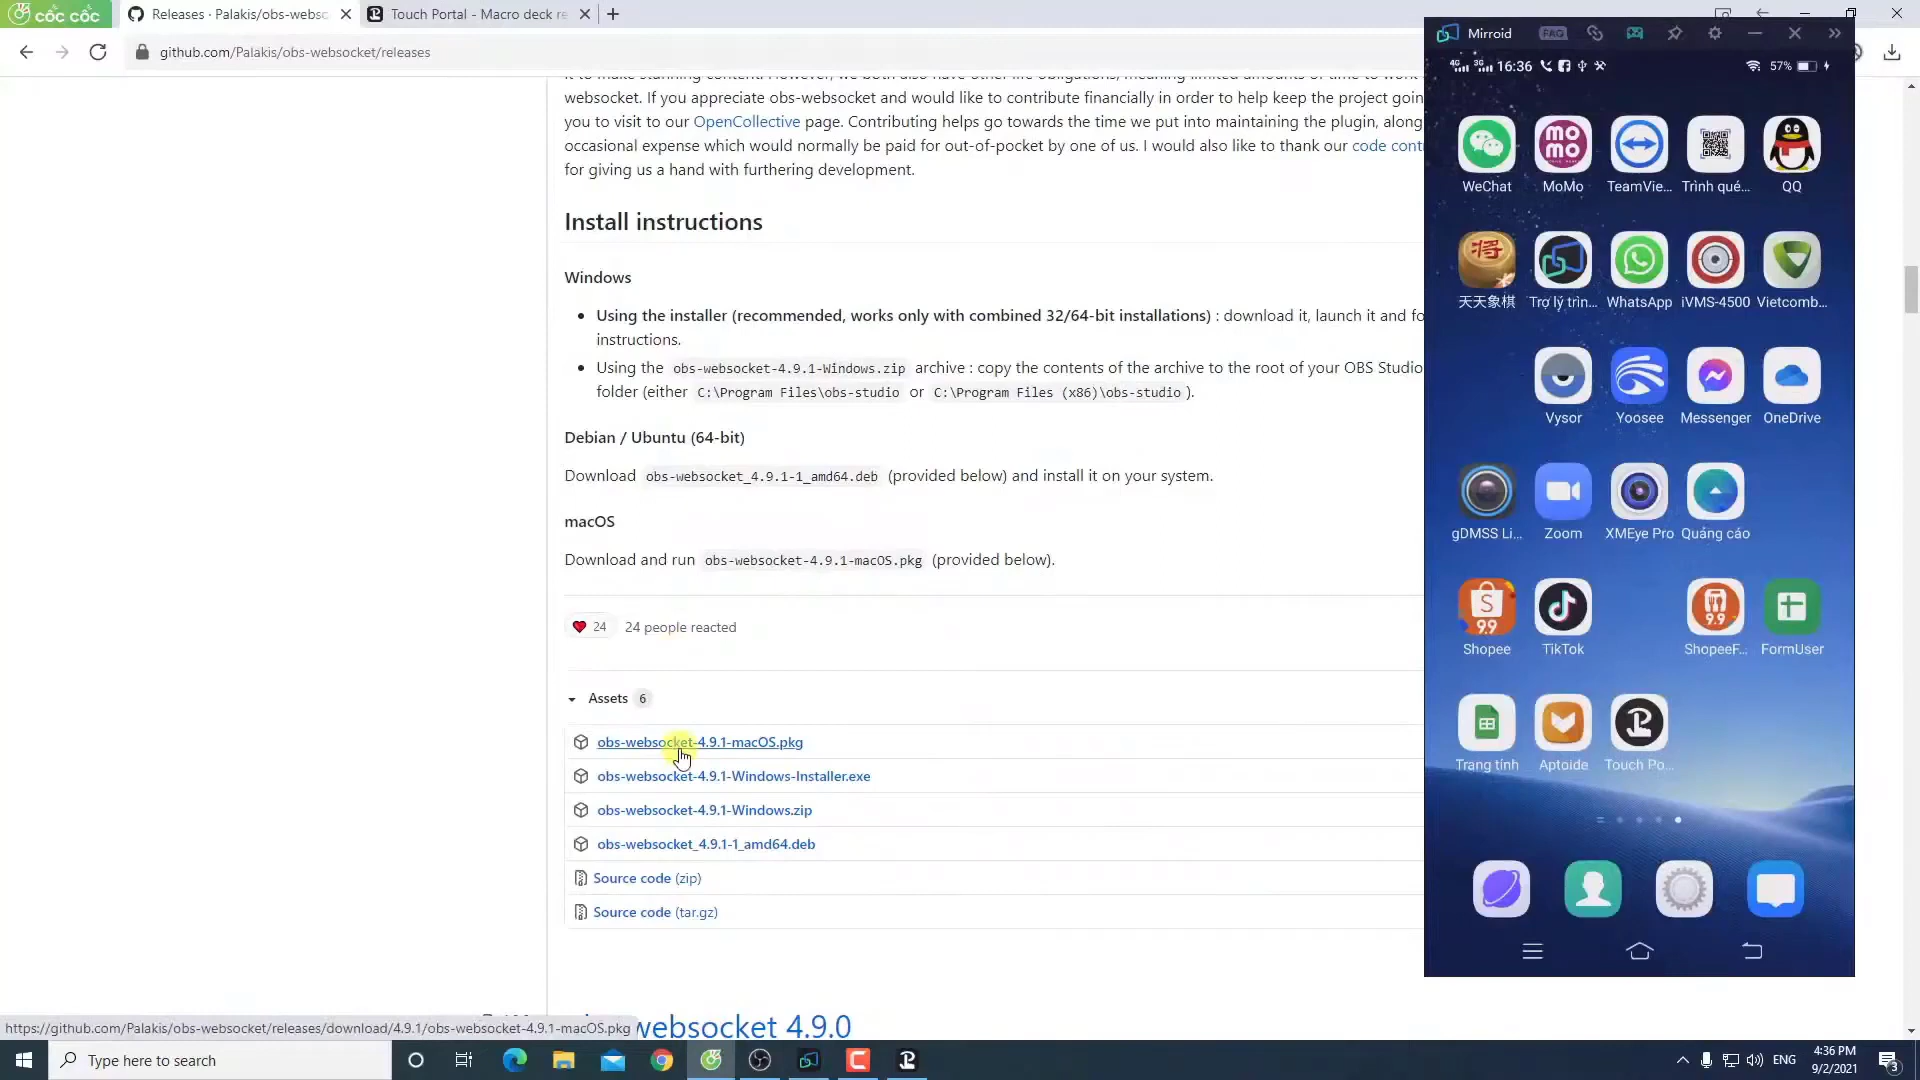 cốc cốc
Releases · Palakis/obs-websoc
Touch Portal - Macro deck re
github.com/Palakis/obs-websocket/releases
websocket. If you appreciate obs-websocket and would like to contribute financially in order to help keep the project goin
you to visit to our OpenCollective page. Contributing helps go towards the time we put into maintaining the plugin, along
occasional expense which would normally be paid for out-of-pocket by one of us. I would also like to thank our code cont
for giving us a hand with furthering development.
Install instructions
Windows
Using the installer (recommended, works only with combined 32/64-bit installations) : download it, launch it and fo
instructions.
Using the obs-websocket-4.9.1-Windows.zip archive : copy the contents of the archive to the root of your OBS Studio
folder (either C:\Program Files\obs-studio or C:\Program Files (x86)\obs-studio ).
Debian / Ubuntu (64-bit)
Download obs-websocket_4.9.1-1_amd64.deb (provided below) and install it on your system.
macOS
Download and run obs-websocket-4.9.1-macOS.pkg (provided below).
24 24 people reacted
Assets 6
obs-websocket-4.9.1-macOS.pkg
obs-websocket-4.9.1-Windows-Installer.exe
obs-websocket-4.9.1-Windows.zip
obs-websocket_4.9.1-1_amd64.deb
Source code (zip)
Source code (tar.gz)
websocket 4.9.0
https://github.com/Palakis/obs-websocket/releases/download/4.9.1/obs-websocket-4.9.1-macOS.pkg
Mirroid FAQ
4G 3G 16:36 57%
mo
mo
WeChat MoMo TeamVie... Trình qué... QQ
将
天天象棋 Trợ lý trìn... WhatsApp iVMS-4500 Vietcomb...
Vysor Yoosee Messenger OneDrive
gDMSS Li... Zoom XMEye Pro Quảng cáo
S
9.9 9.9
Shopee TikTok ShopeeF... FormUser
Trang tính Aptoide Touch Po...
Type here to search
ENG
4:36 PM
9/2/2021
3